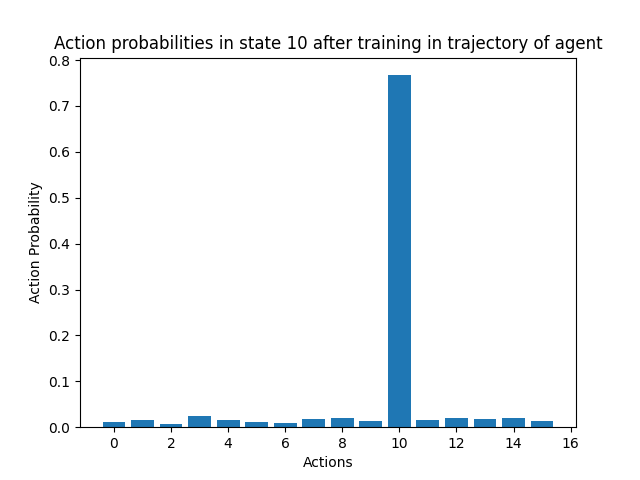 Action probabilities in state 10 after training in trajectory of agent
0.8
0.7
0.6
0.5
0.4
0.3
0.2
0.1
0.0
Action Probability
0 2 4 6 8 10 12 14 16
Actions